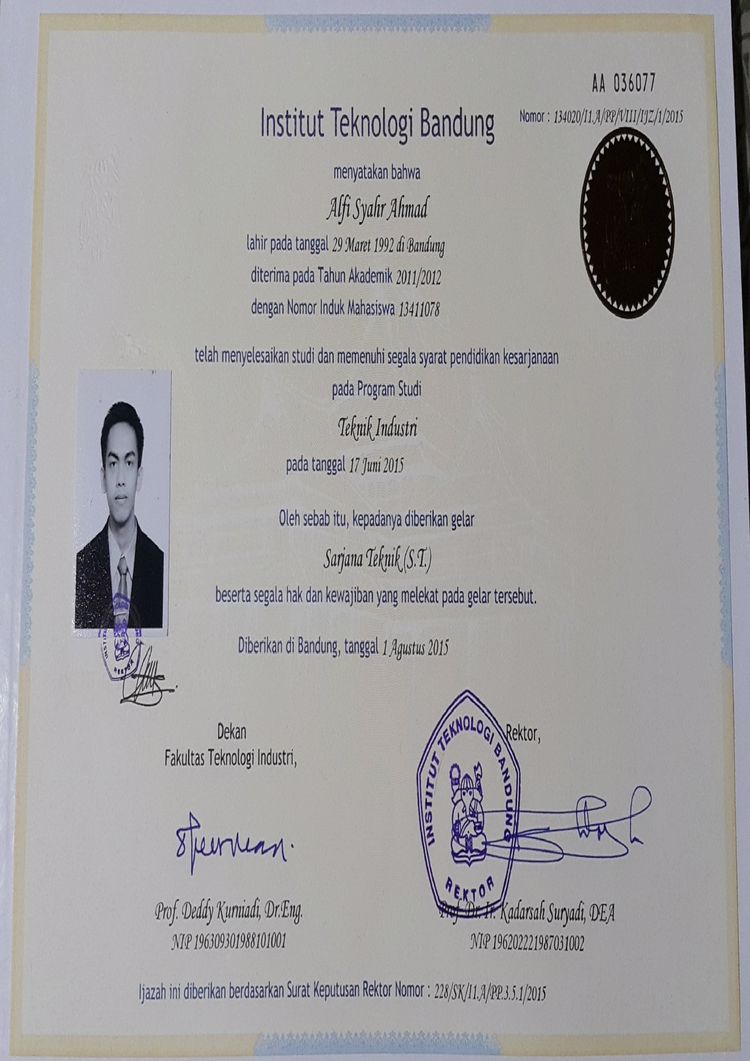 AA 036077
Nomor : 134020/I1.A/PP/VIII/IJZ/1/2015
Institut Teknologi Bandung
menyatakan bahwa
Alfi Syahr Ahmad
lahir pada tanggal 29 Maret 1992 di Bandung
diterima pada Tahun Akademik 2011/2012
dengan Nomor Induk Mahasiswa 13411078
telah menyelesaikan studi dan memenuhi segala syarat pendidikan kesarjanaan
pada Program Studi
Teknik Industri
pada tanggal 17 Juni 2015
Oleh sebab itu, kepadanya diberikan gelar
Sarjana Teknik (S.T.)
beserta segala hak dan kewajiban yang melekat pada gelar tersebut.
Diberikan di Bandung, tanggal 1 Agustus 2015
Dekan
Fakultas Teknologi Industri,
Rektor,
INSTITUT TEKNOLOGI BANDUNG
REKTOR
Prof. Deddy Kurniadi, Dr.Eng.
NIP 196309301988101001
Prof. Dr. Ir. Kadarsah Suryadi, DEA
NIP 196202221987031002
Ijazah ini diberikan berdasarkan Surat Keputusan Rektor Nomor : 228/SK/I1.A/PP.3.5.1/2015